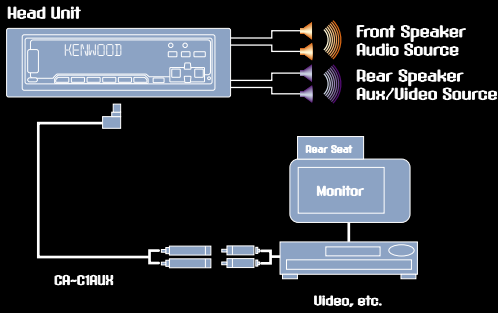 Head Unit
KENWOOD
Front Speaker
Audio Source
Rear Speaker
Aux/Video Source
Rear Seat
Monitor
CA-C1AUX
Video, etc.